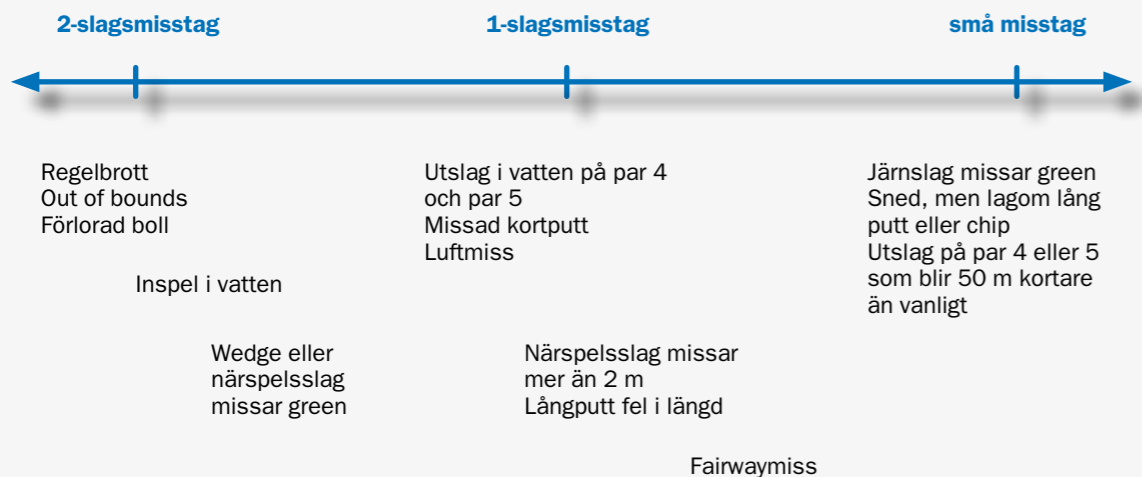 2-slagsmisstag
1-slagsmisstag
små misstag
Regelbrott
Out of bounds
Förlorad boll
Utslag i vatten på par 4
och par 5
Missad kortputt
Luftmiss
Järnslag missar green
Sned, men lagom lång
putt eller chip
Utslag på par 4 eller 5
som blir 50 m kortare
än vanligt
Inspel i vatten
Wedge eller
närspelsslag
missar green
Närspelsslag missar
mer än 2 m
Långputt fel i längd
Fairwaymiss